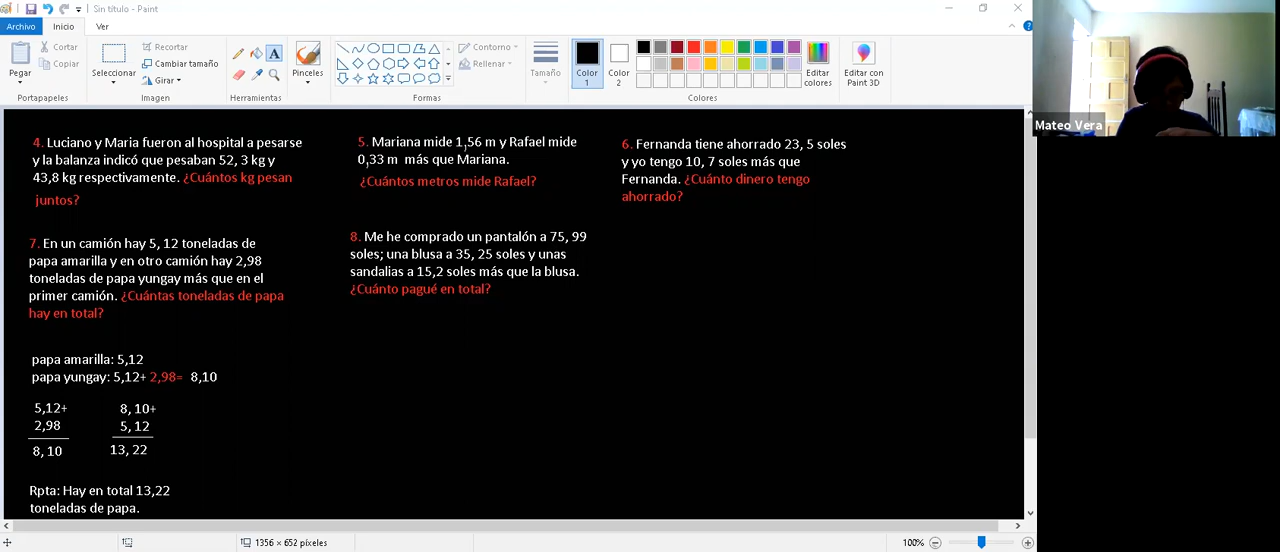 Sin título - Paint
Archivo
Inicio
Ver
Pegar
Cortar
Copiar
Portapapeles
Seleccionar
Recortar
Cambiar tamaño
Girar
Imagen
Herramientas
Pinceles
Contorno
Rellenar
Formas
Tamaño
Color 1
Color 2
Editar colores
Colores
Editar con Paint 3D
Mateo Vera
4. Luciano y Maria fueron al hospital a pesarse
y la balanza indicó que pesaban 52, 3 kg y
43,8 kg respectivamente. ¿Cuántos kg pesan
juntos?
5. Mariana mide 1,56 m y Rafael mide
0,33 m más que Mariana.
¿Cuántos metros mide Rafael?
6. Fernanda tiene ahorrado 23, 5 soles
y yo tengo 10, 7 soles más que
Fernanda. ¿Cuánto dinero tengo
ahorrado?
7. En un camión hay 5, 12 toneladas de
papa amarilla y en otro camión hay 2,98
toneladas de papa yungay más que en el
primer camión. ¿Cuántas toneladas de papa
hay en total?
8. Me he comprado un pantalón a 75, 99
soles; una blusa a 35, 25 soles y unas
sandalias a 15,2 soles más que la blusa.
¿Cuánto pagué en total?
papa amarilla: 5,12
papa yungay: 5,12+ 2,98= 8,10
5,12+
2,98
8, 10
8, 10+
5, 12
13, 22
Rpta: Hay en total 13,22
toneladas de papa.
1356 × 652 píxeles
100%